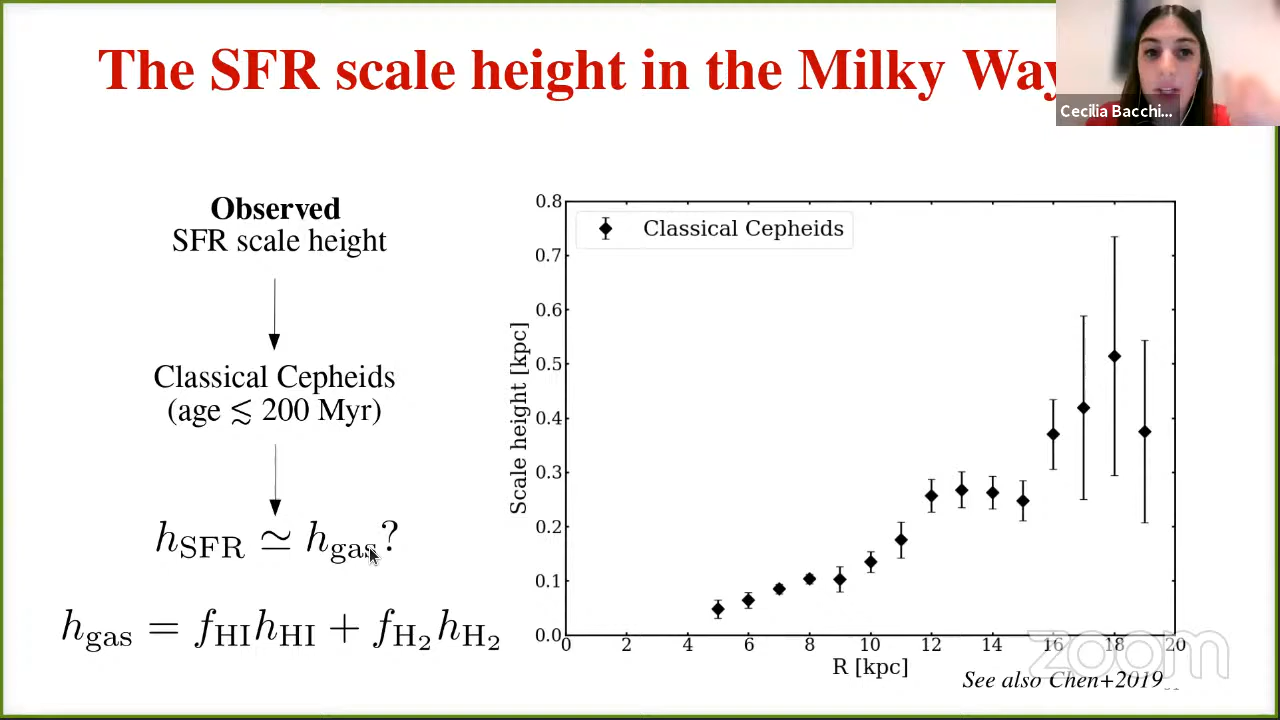 The SFR scale height in the Milky Way
Cecilia Bacchi...
Observed
SFR scale height
Classical Cepheids
(age ≲ 200 Myr)
h_SFR ≃ h_gas?
h_gas = f_HI h_HI + f_H₂ h_H₂
Classical Cepheids
Scale height [kpc]
0.8
0.7
0.6
0.5
0.4
0.3
0.2
0.1
0.0
0 2 4 6 8 10 12 14 16 18 20
R [kpc]
zoom
See also Chen+2019